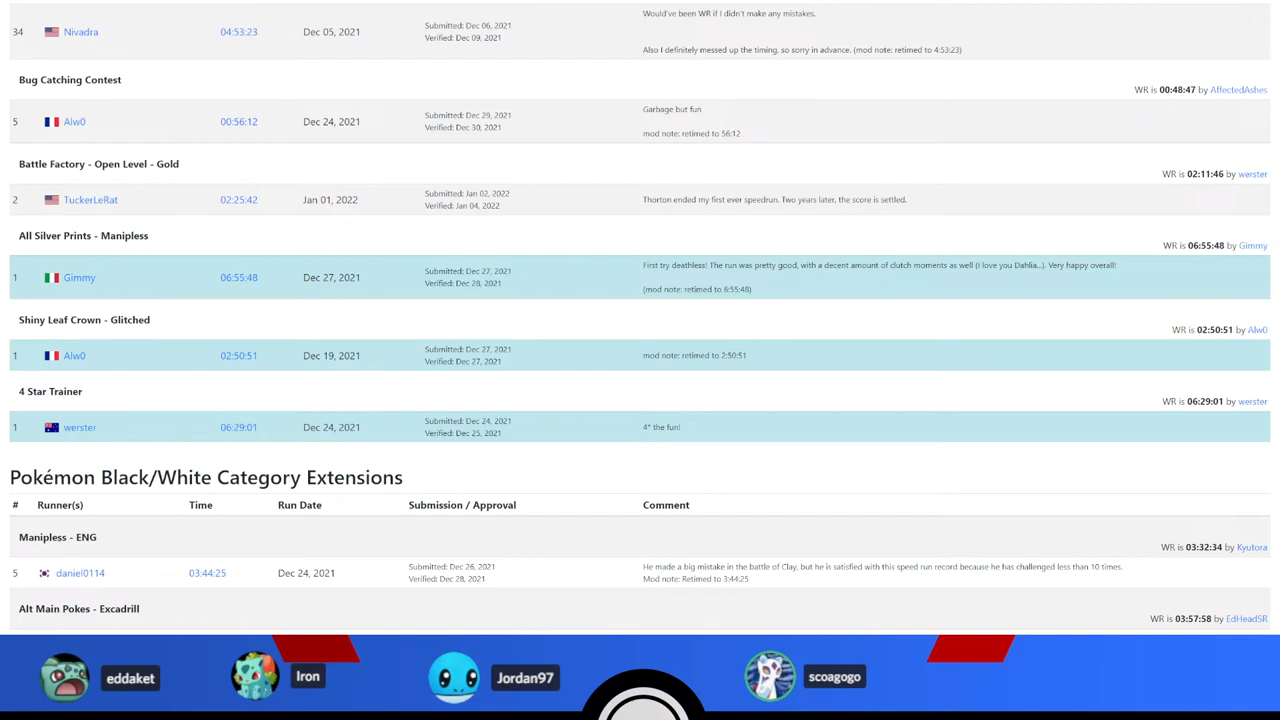 Would've been WR if I didn't make any mistakes.
34 Nivadra 04:53:23 Dec 05, 2021 Submitted: Dec 06, 2021
Verified: Dec 09, 2021
Also I definitely messed up the timing, so sorry in advance. (mod note: retimed to 4:53:23)
Bug Catching Contest
WR is 00:48:47 by AffectedAshes
Garbage but fun
5 Alw0 00:56:12 Dec 24, 2021 Submitted: Dec 29, 2021
Verified: Dec 30, 2021
mod note: retimed to 56:12
Battle Factory - Open Level - Gold
WR is 02:11:46 by werster
2 TuckerLeRat 02:25:42 Jan 01, 2022 Submitted: Jan 02, 2022
Verified: Jan 04, 2022
Thorton ended my first ever speedrun. Two years later, the score is settled.
All Silver Prints - Manipless
WR is 06:55:48 by Gimmy
First try deathless! The run was pretty good, with a decent amount of clutch moments as well (I love you Dahlia...). Very happy overall!
1 Gimmy 06:55:48 Dec 27, 2021 Submitted: Dec 27, 2021
Verified: Dec 28, 2021
(mod note: retimed to 6:55:48)
Shiny Leaf Crown - Glitched
WR is 02:50:51 by Alw0
1 Alw0 02:50:51 Dec 19, 2021 Submitted: Dec 27, 2021
Verified: Dec 27, 2021
mod note: retimed to 2:50:51
4 Star Trainer
WR is 06:29:01 by werster
1 werster 06:29:01 Dec 24, 2021 Submitted: Dec 24, 2021
Verified: Dec 25, 2021
4* the fun!
Pokémon Black/White Category Extensions
# Runner(s) Time Run Date Submission / Approval Comment
Manipless - ENG
WR is 03:32:34 by Kyutora
5 daniel0114 03:44:25 Dec 24, 2021 Submitted: Dec 26, 2021
Verified: Dec 28, 2021
He made a big mistake in the battle of Clay, but he is satisfied with this speed run record because he has challenged less than 10 times.
Mod note: Retimed to 3:44:25
Alt Main Pokes - Excadrill
WR is 03:57:58 by EdHeadSR
eddaket Iron Jordan97 scoagogo